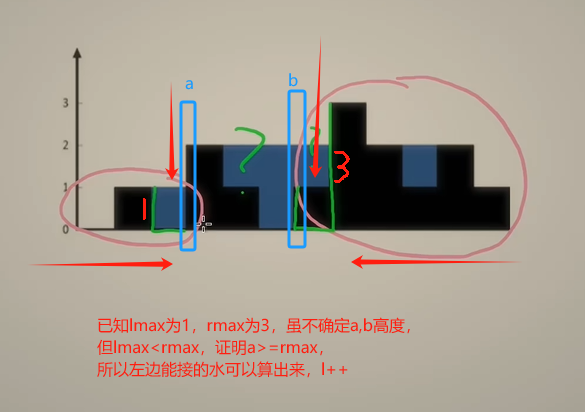 a
b
3
2
1
0
1
?
?
3
已知lmax为1，rmax为3，虽不确定a,b高度，
但lmax<rmax，证明a>=rmax，
所以左边能接的水可以算出来，l++